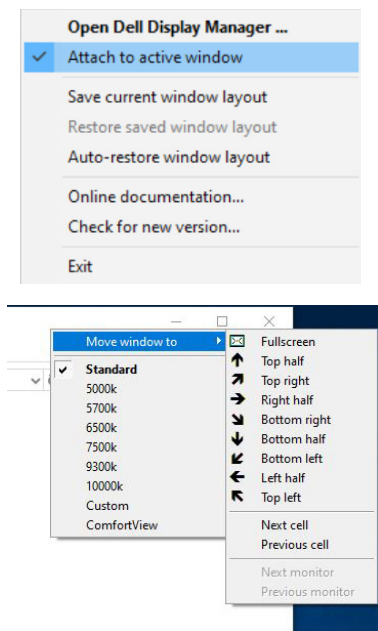 Open Dell Display Manager ...
Attach to active window
Save current window layout
Restore saved window layout
Auto-restore window layout
Online documentation...
Check for new version...
Exit
Move window to
Standard
5000k
5700k
6500k
7500k
9300k
10000k
Custom
ComfortView
Fullscreen
Top half
Top right
Right half
Bottom right
Bottom half
Bottom left
Left half
Top left
Next cell
Previous cell
Next monitor
Previous monitor